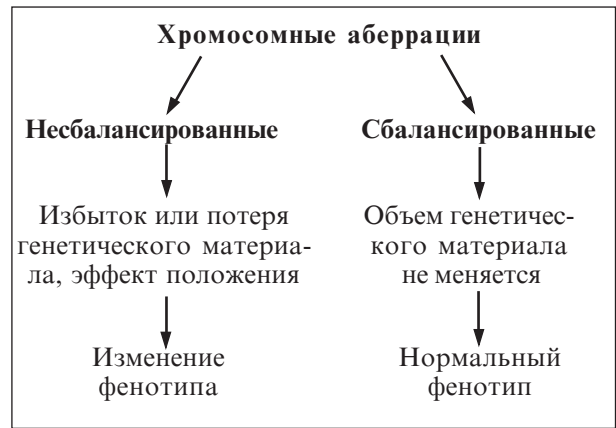 Хромосомные аберрации
Несбалансированные
Сбалансированные
Избыток или потеря
генетического материа-
ла, эффект положения
Объем генетичес-
кого материала
не меняется
Изменение
фенотипа
Нормальный
фенотип